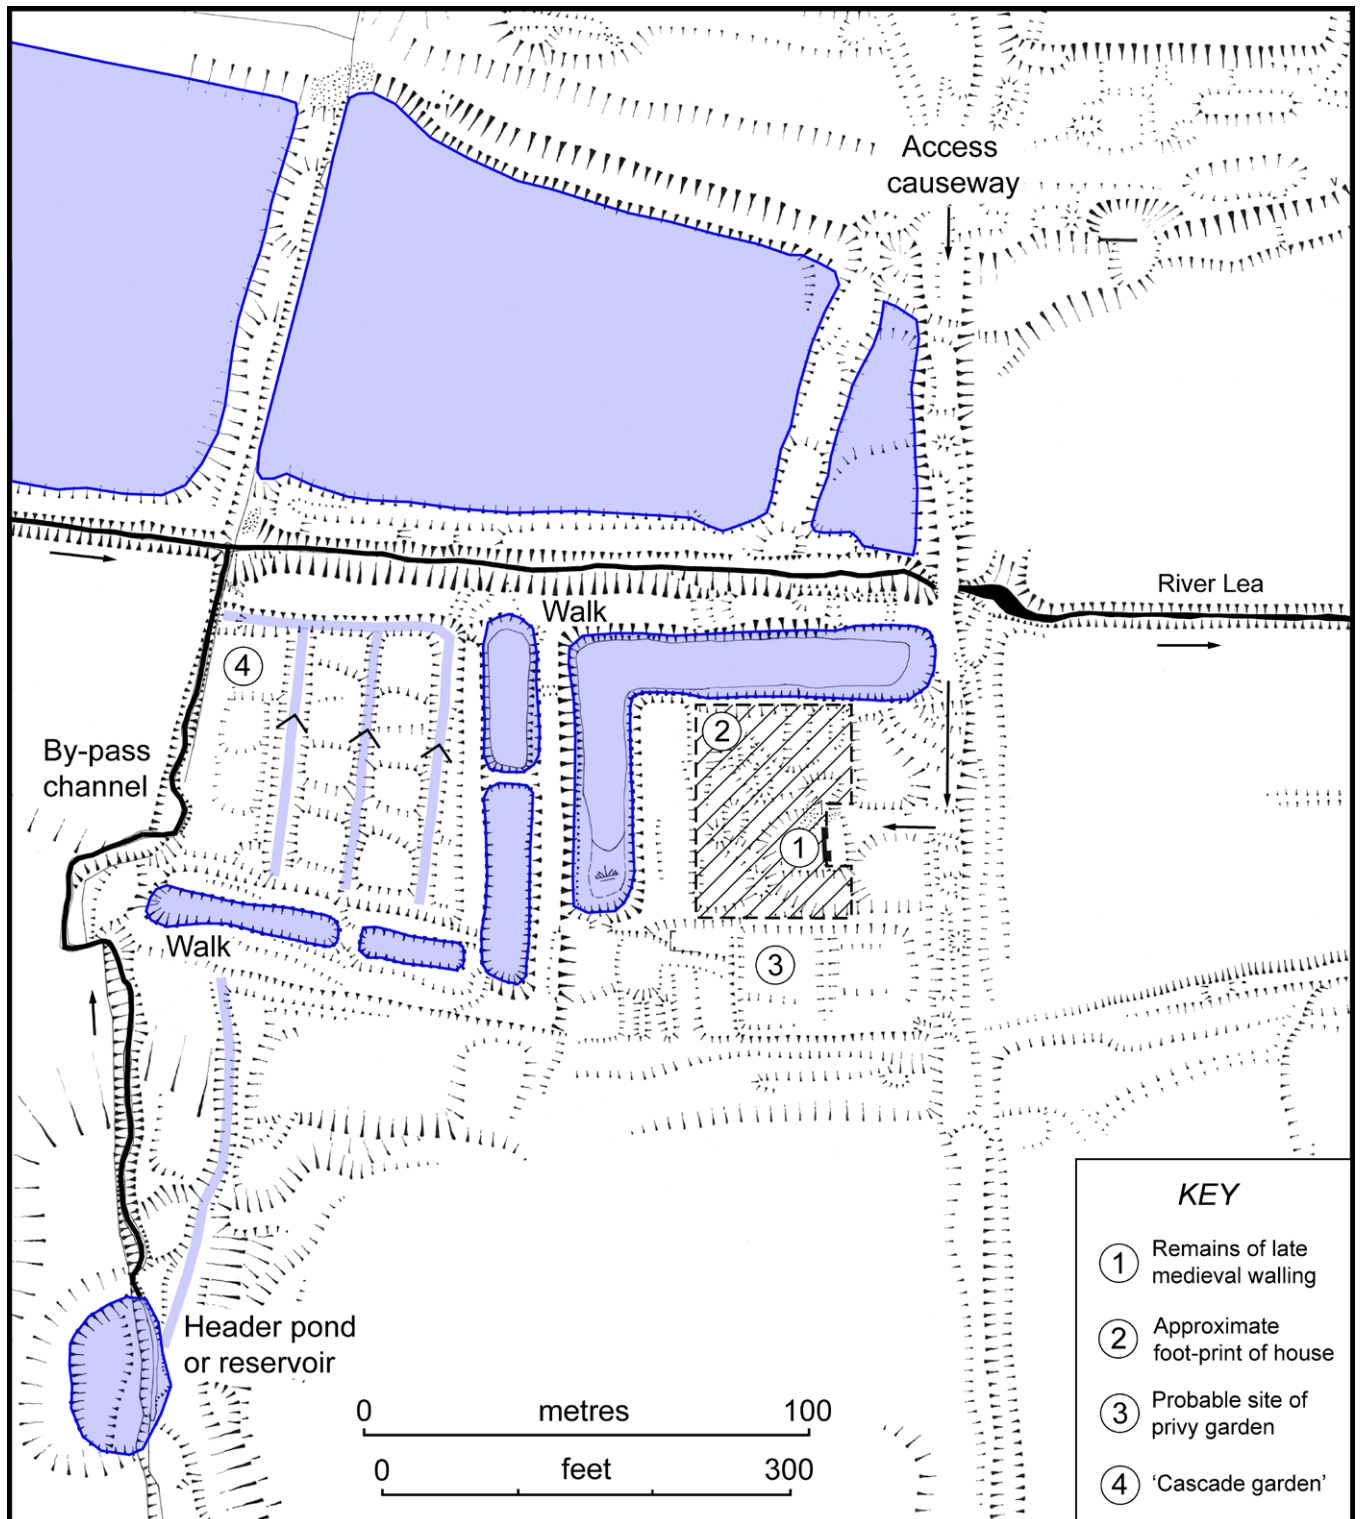 Access
causeway
River Lea
Walk
4
2
By-pass
channel
1
Walk
3
Header pond
or reservoir
0 metres 100
0 feet 300
KEY
1 Remains of late
medieval walling
2 Approximate
foot-print of house
3 Probable site of
privy garden
4 ‘Cascade garden’